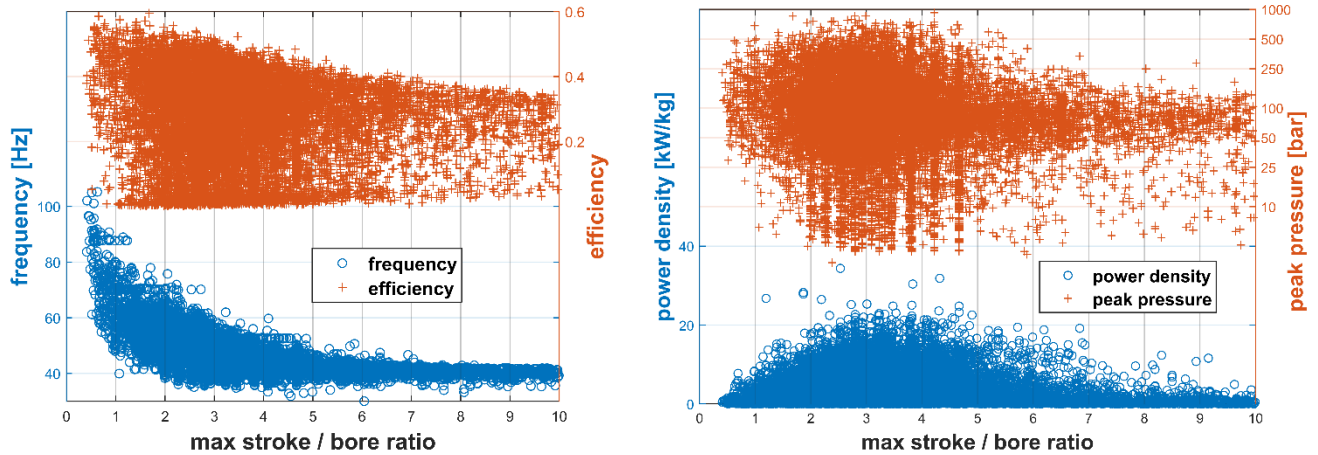 frequency [Hz]
100
80
60
40
0 1 2 3 4 5 6 7 8 9 10
max stroke / bore ratio
0.6
0.4
0.2
efficiency
frequency
efficiency
power density [kW/kg]
40
20
0
0 1 2 3 4 5 6 7 8 9 10
max stroke / bore ratio
1000
500
250
100
50
25
10
peak pressure [bar]
power density
peak pressure